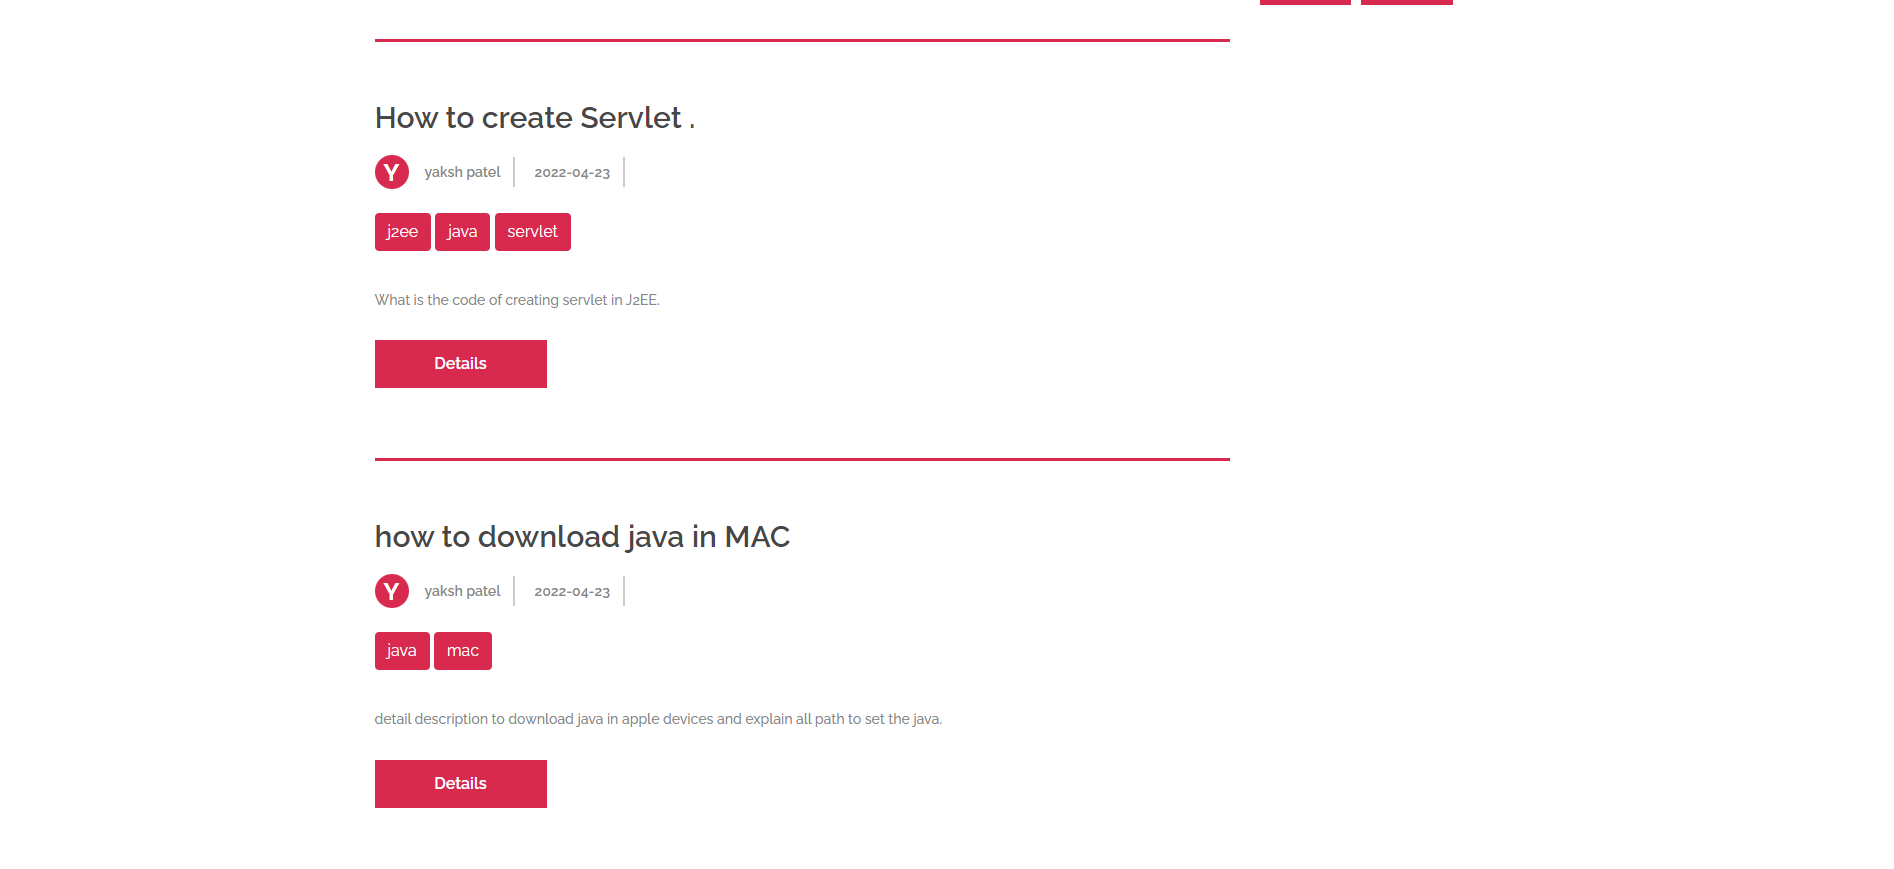 How to create Servlet .
Y yaksh patel 2022-04-23
j2ee java servlet
What is the code of creating servlet in J2EE.
Details
how to download java in MAC
Y yaksh patel 2022-04-23
java mac
detail description to download java in apple devices and explain all path to set the java.
Details